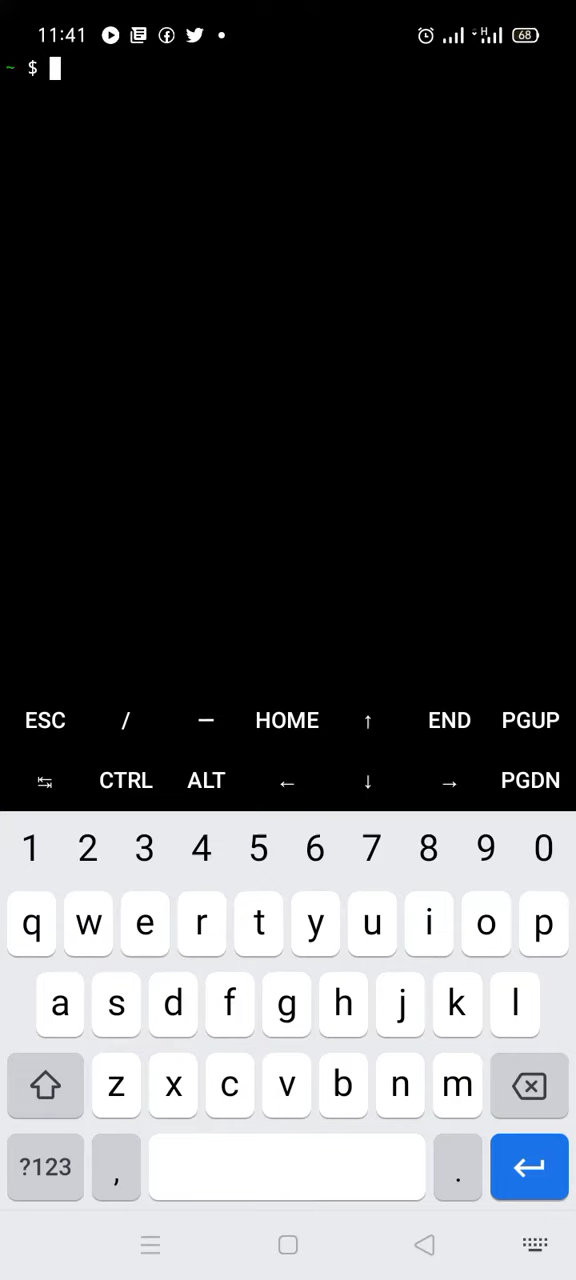 11:41 H 68
~ $
ESC / — HOME ↑ END PGUP
↹ CTRL ALT ← ↓ → PGDN
1 2 3 4 5 6 7 8 9 0
q w e r t y u i o p
a s d f g h j k l
z x c v b n m
?123 , .